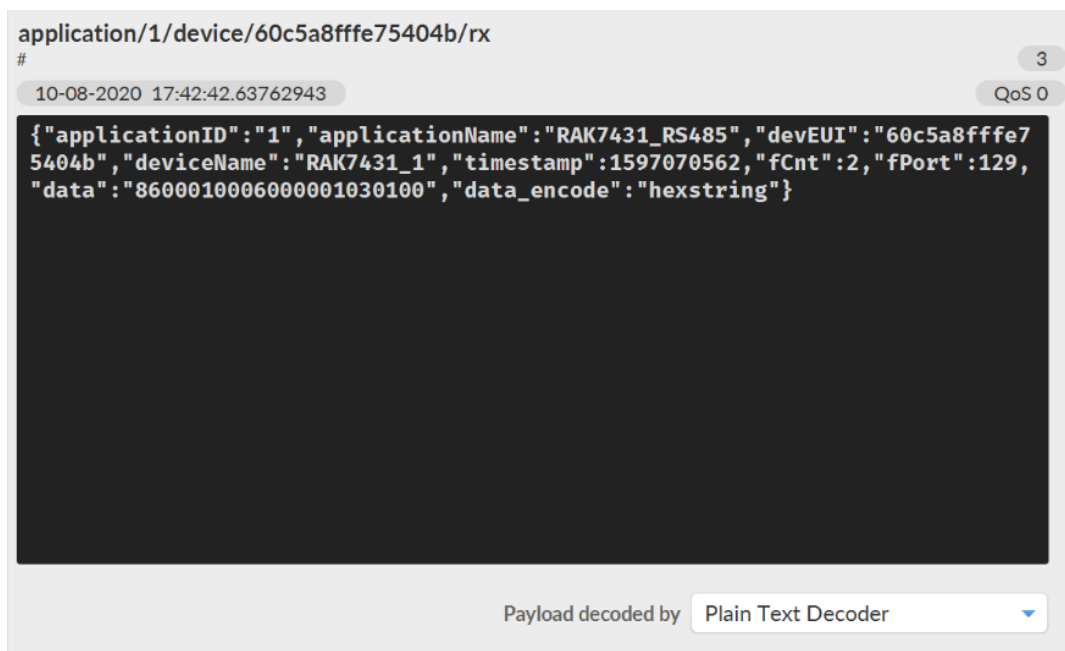 application/1/device/60c5a8fffe75404b/rx
#
3
10-08-2020 17:42:42.63762943
QoS 0
{"applicationID":"1","applicationName":"RAK7431_RS485","devEUI":"60c5a8fffe7
5404b","deviceName":"RAK7431_1","timestamp":1597070562,"fCnt":2,"fPort":129,
"data":"8600010006000001030100","data_encode":"hexstring"}
Payload decoded by
Plain Text Decoder